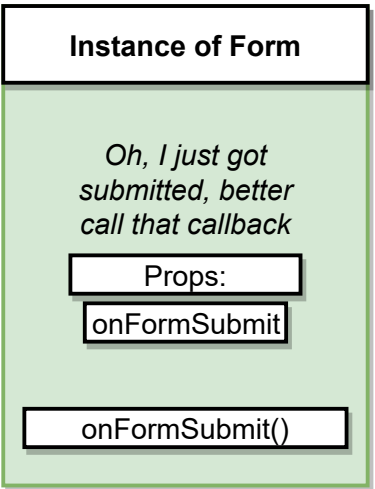 Instance of Form
Oh, I just got
submitted, better
call that callback
Props:
onFormSubmit
onFormSubmit()